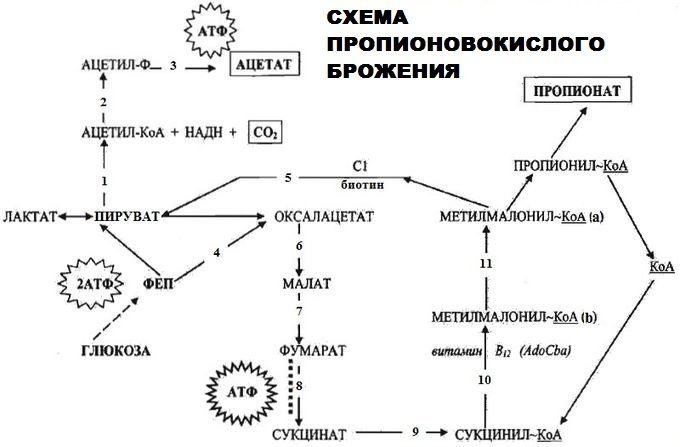 СХЕМА
ПРОПИОНОВОКИСЛОГО
БРОЖЕНИЯ
АТФ
АЦЕТИЛ-Ф 3 АЦЕТАТ
ПРОПИОНАТ
2
АЦЕТИЛ-КоА + НАДН + CO₂
1
5
C1
биотин
ПРОПИОНИЛ~КоА
ЛАКТАТ ПИРУВАТ ОКСАЛАЦЕТАТ МЕТИЛМАЛОНИЛ~КоА (a)
4
6
11
КоА
2АТФ ФЕП МАЛАТ
7
МЕТИЛМАЛОНИЛ~КоА (b)
ГЛЮКОЗА ФУМАРАТ
витамин B₁₂ (AdoCba)
АТФ 8 10
СУКЦИНАТ 9 СУКЦИНИЛ~КоА